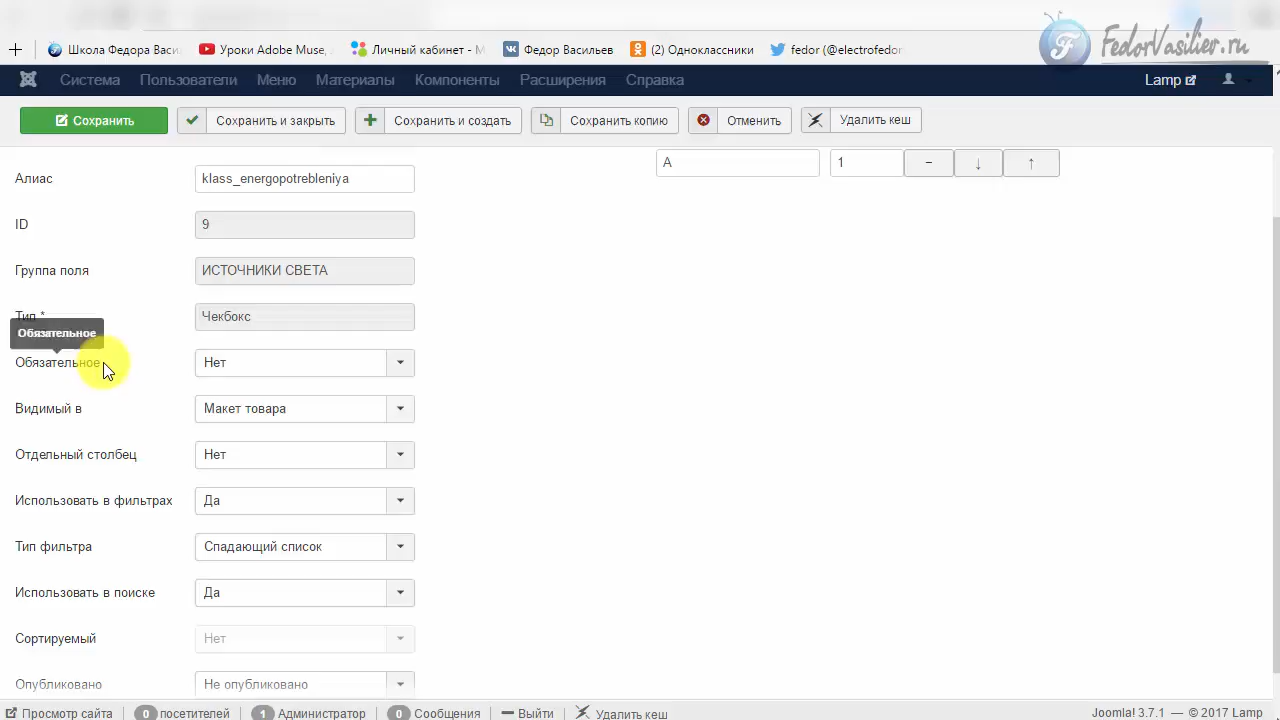 Школа Федора Васил
Уроки Adobe Muse,
Личный кабинет - М
Федор Васильев
(2) Одноклассники
fedor (@electrofedor
FedorVasiliev.ru
Система Пользователи Меню Материалы Компоненты Расширения Справка Lamp
Сохранить Сохранить и закрыть Сохранить и создать Сохранить копию Отменить Удалить кеш
Алиас klass_energopotrebleniya
A 1 − ↓ ↑
ID 9
Группа поля ИСТОЧНИКИ СВЕТА
Тип * Чекбокс
Обязательное
Обязательное Нет
Видимый в Макет товара
Отдельный столбец Нет
Использовать в фильтрах Да
Тип фильтра Спадающий список
Использовать в поиске Да
Сортируемый Нет
Опубликовано Не опубликовано
Просмотр сайта 0 посетителей 1 Администратор 0 Сообщения Выйти Удалить кеш Joomla! 3.7.1 — © 2017 Lamp